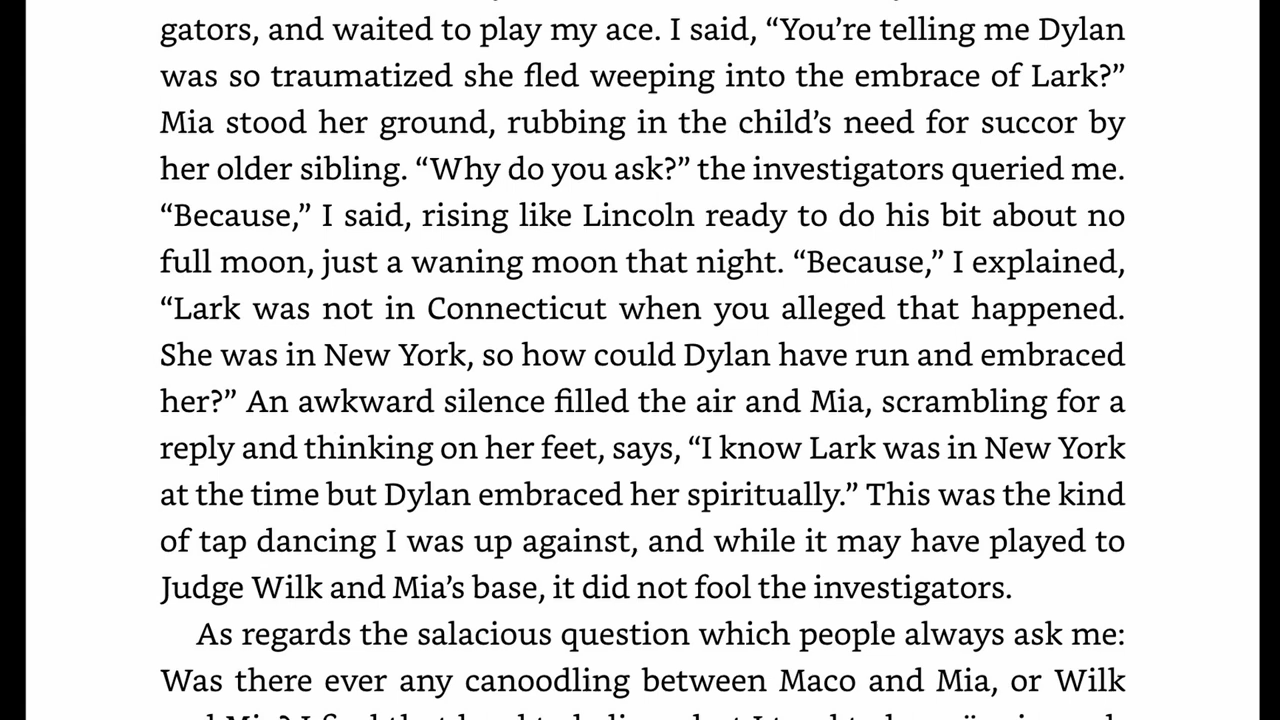 gators, and waited to play my ace. I said, “You’re telling me Dylan
was so traumatized she fled weeping into the embrace of Lark?”
Mia stood her ground, rubbing in the child’s need for succor by
her older sibling. “Why do you ask?” the investigators queried me.
“Because,” I said, rising like Lincoln ready to do his bit about no
full moon, just a waning moon that night. “Because,” I explained,
“Lark was not in Connecticut when you alleged that happened.
She was in New York, so how could Dylan have run and embraced
her?” An awkward silence filled the air and Mia, scrambling for a
reply and thinking on her feet, says, “I know Lark was in New York
at the time but Dylan embraced her spiritually.” This was the kind
of tap dancing I was up against, and while it may have played to
Judge Wilk and Mia’s base, it did not fool the investigators.
As regards the salacious question which people always ask me:
Was there ever any canoodling between Maco and Mia, or Wilk